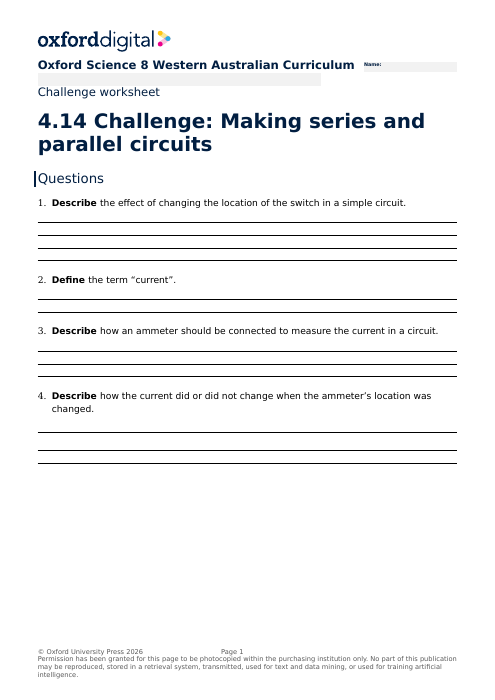 oxforddigital
Oxford Science 8 Western Australian Curriculum
Name:
Challenge worksheet
4.14 Challenge: Making series and
parallel circuits
Questions
1. Describe the effect of changing the location of the switch in a simple circuit.
2. Define the term “current”.
3. Describe how an ammeter should be connected to measure the current in a circuit.
4. Describe how the current did or did not change when the ammeter’s location was
changed.
© Oxford University Press 2026 Page 1
Permission has been granted for this page to be photocopied within the purchasing institution only. No part of this publication
may be reproduced, stored in a retrieval system, transmitted, used for text and data mining, or used for training artificial
intelligence.